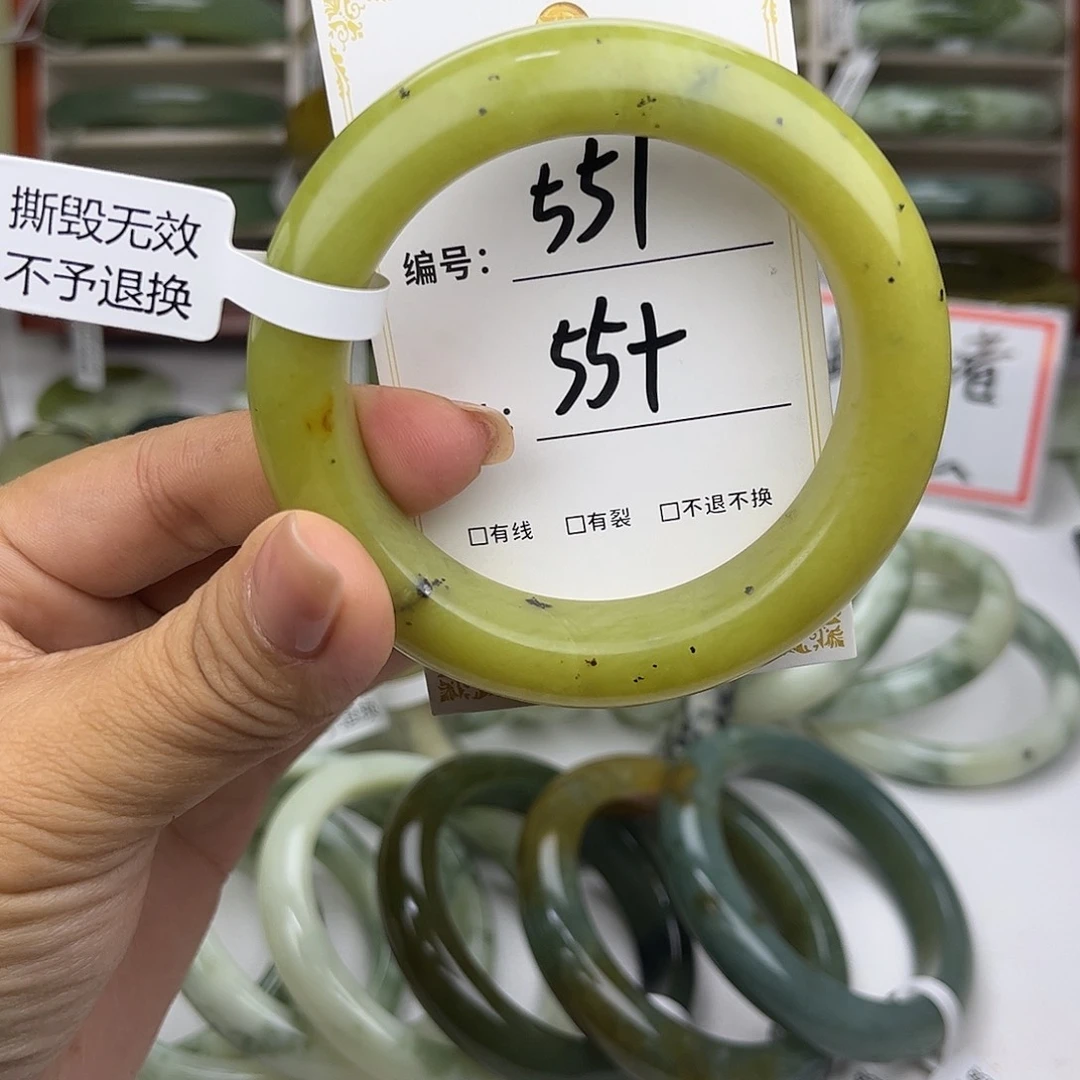 撕毁无效
不予退换
编号: 551
: 55+
□有线 □有裂 □不退不换
者